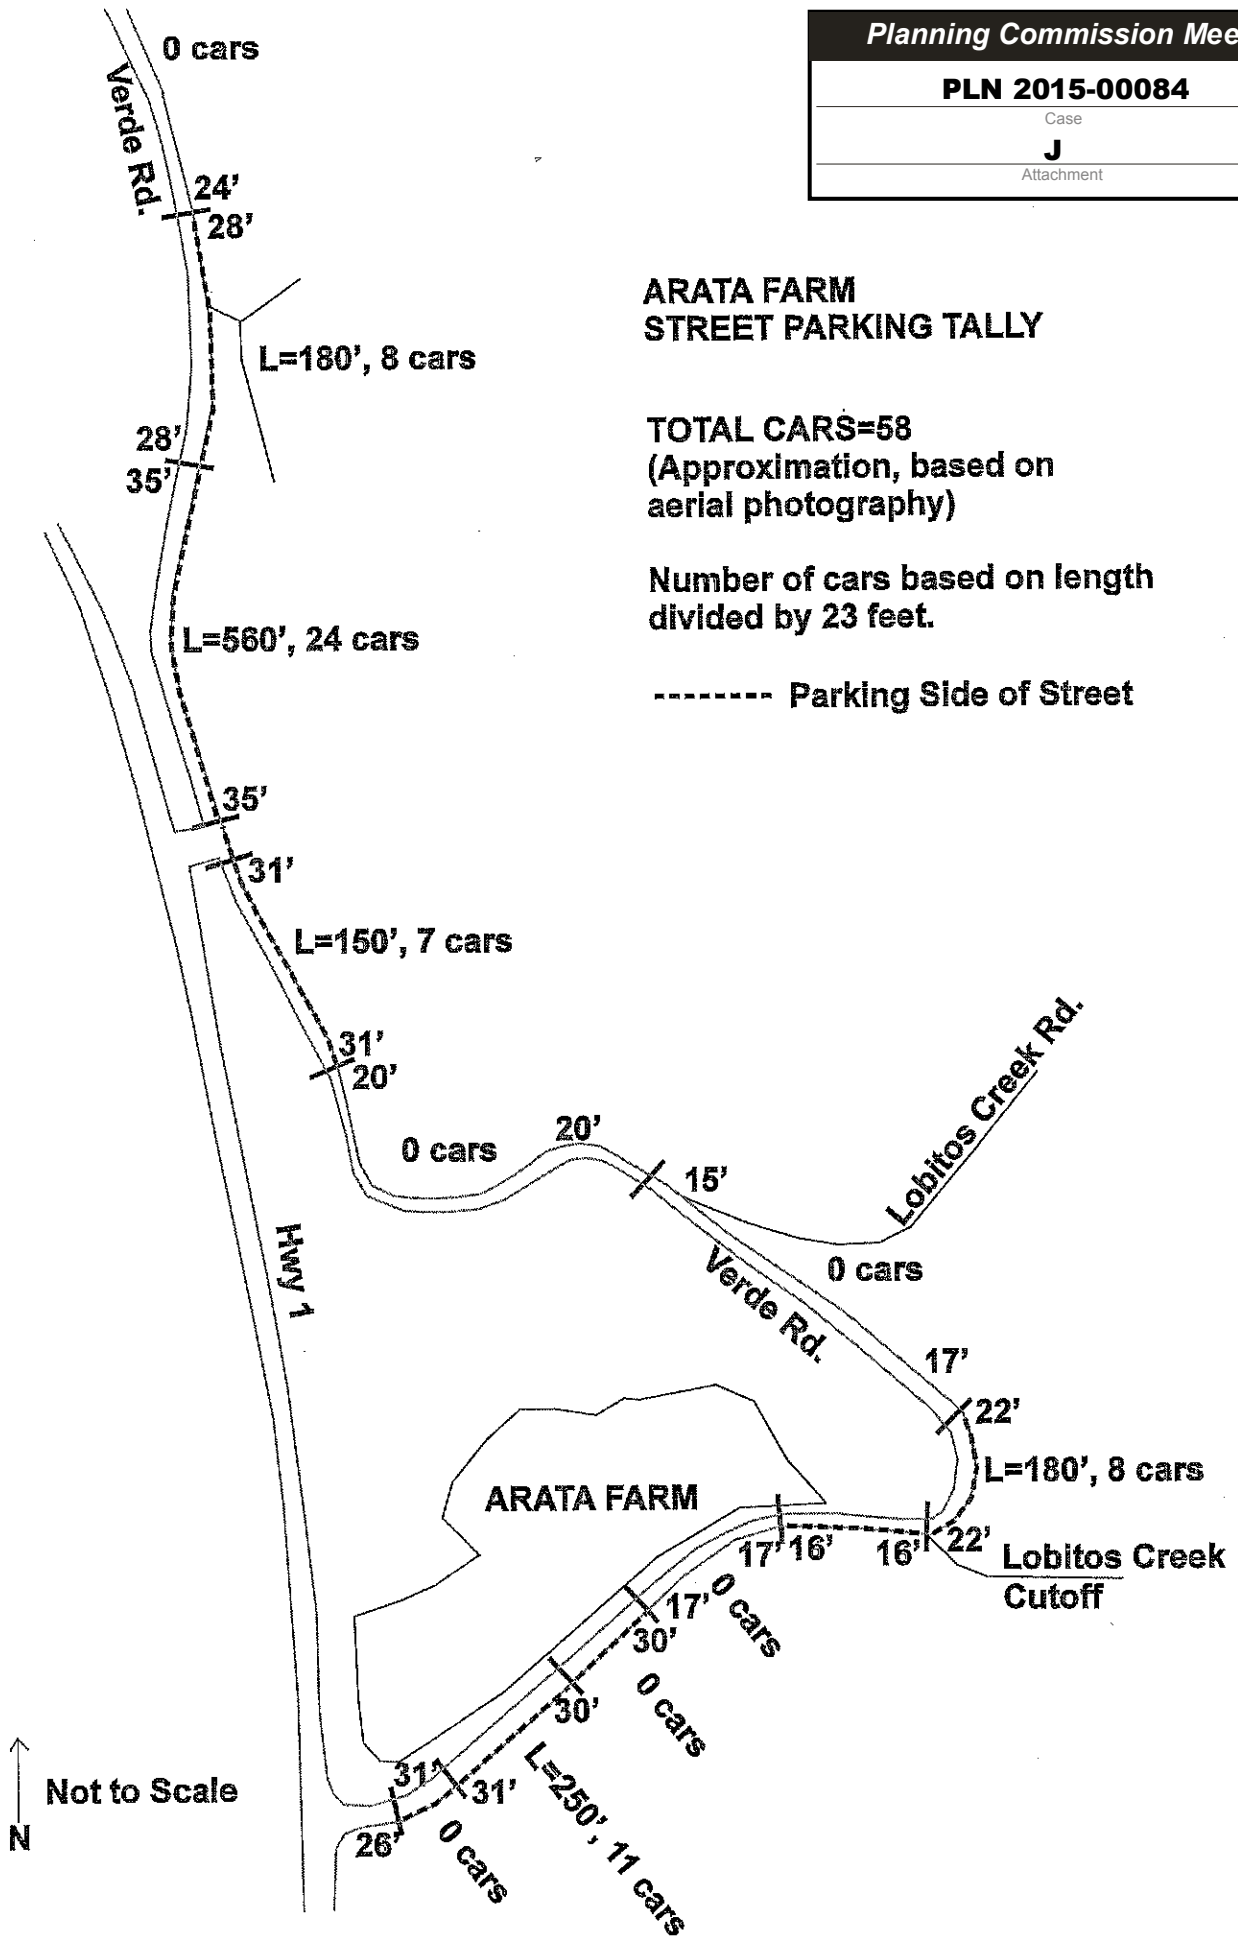 Planning Commission Mee
PLN 2015-00084
Case
J
Attachment
0 cars
Verde Rd.
24'
28'
ARATA FARM
STREET PARKING TALLY
L=180', 8 cars
TOTAL CARS=58
(Approximation, based on
aerial photography)
28'
35'
Number of cars based on length
divided by 23 feet.
L=560', 24 cars
-------- Parking Side of Street
35'
31'
L=150', 7 cars
31'
20'
0 cars
20'
15'
Lobitos Creek Rd.
0 cars
Verde Rd.
Hwy 1
17'
22'
L=180', 8 cars
ARATA FARM
17' 16'
16' 22'
Lobitos Creek
Cutoff
0 cars
17'
30'
0 cars
30'
L=250', 11 cars
31'
31'
26'
0 cars
Not to Scale
N